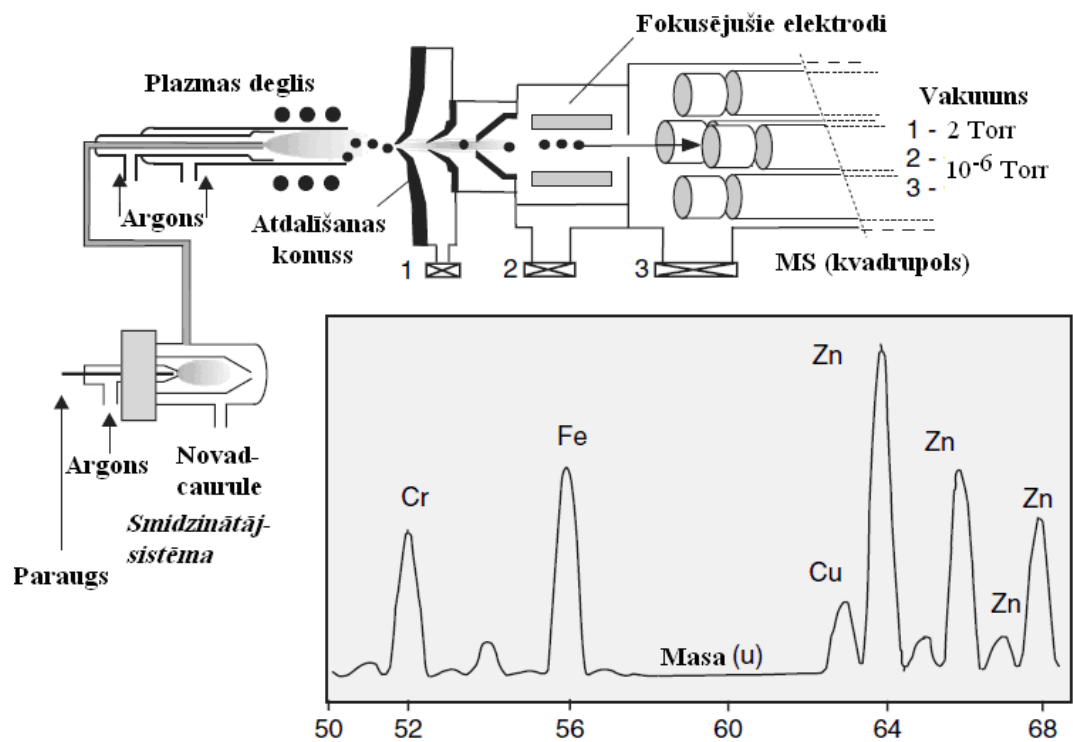 Fokusējušie elektrodi
Plazmas deglis
Vakuums
1 - 2 Torr
2 -
10-6 Torr
3 -
Argons
Atdalīšanas
konuss
1
2
3
MS (kvadrupols)
Argons
Novad-
caurule
Smidzinātāj-
sistēma
Paraugs
Zn
Fe
Zn
Cr
Zn
Cu
Zn
Masa (u)
50 52 56 60 64 68